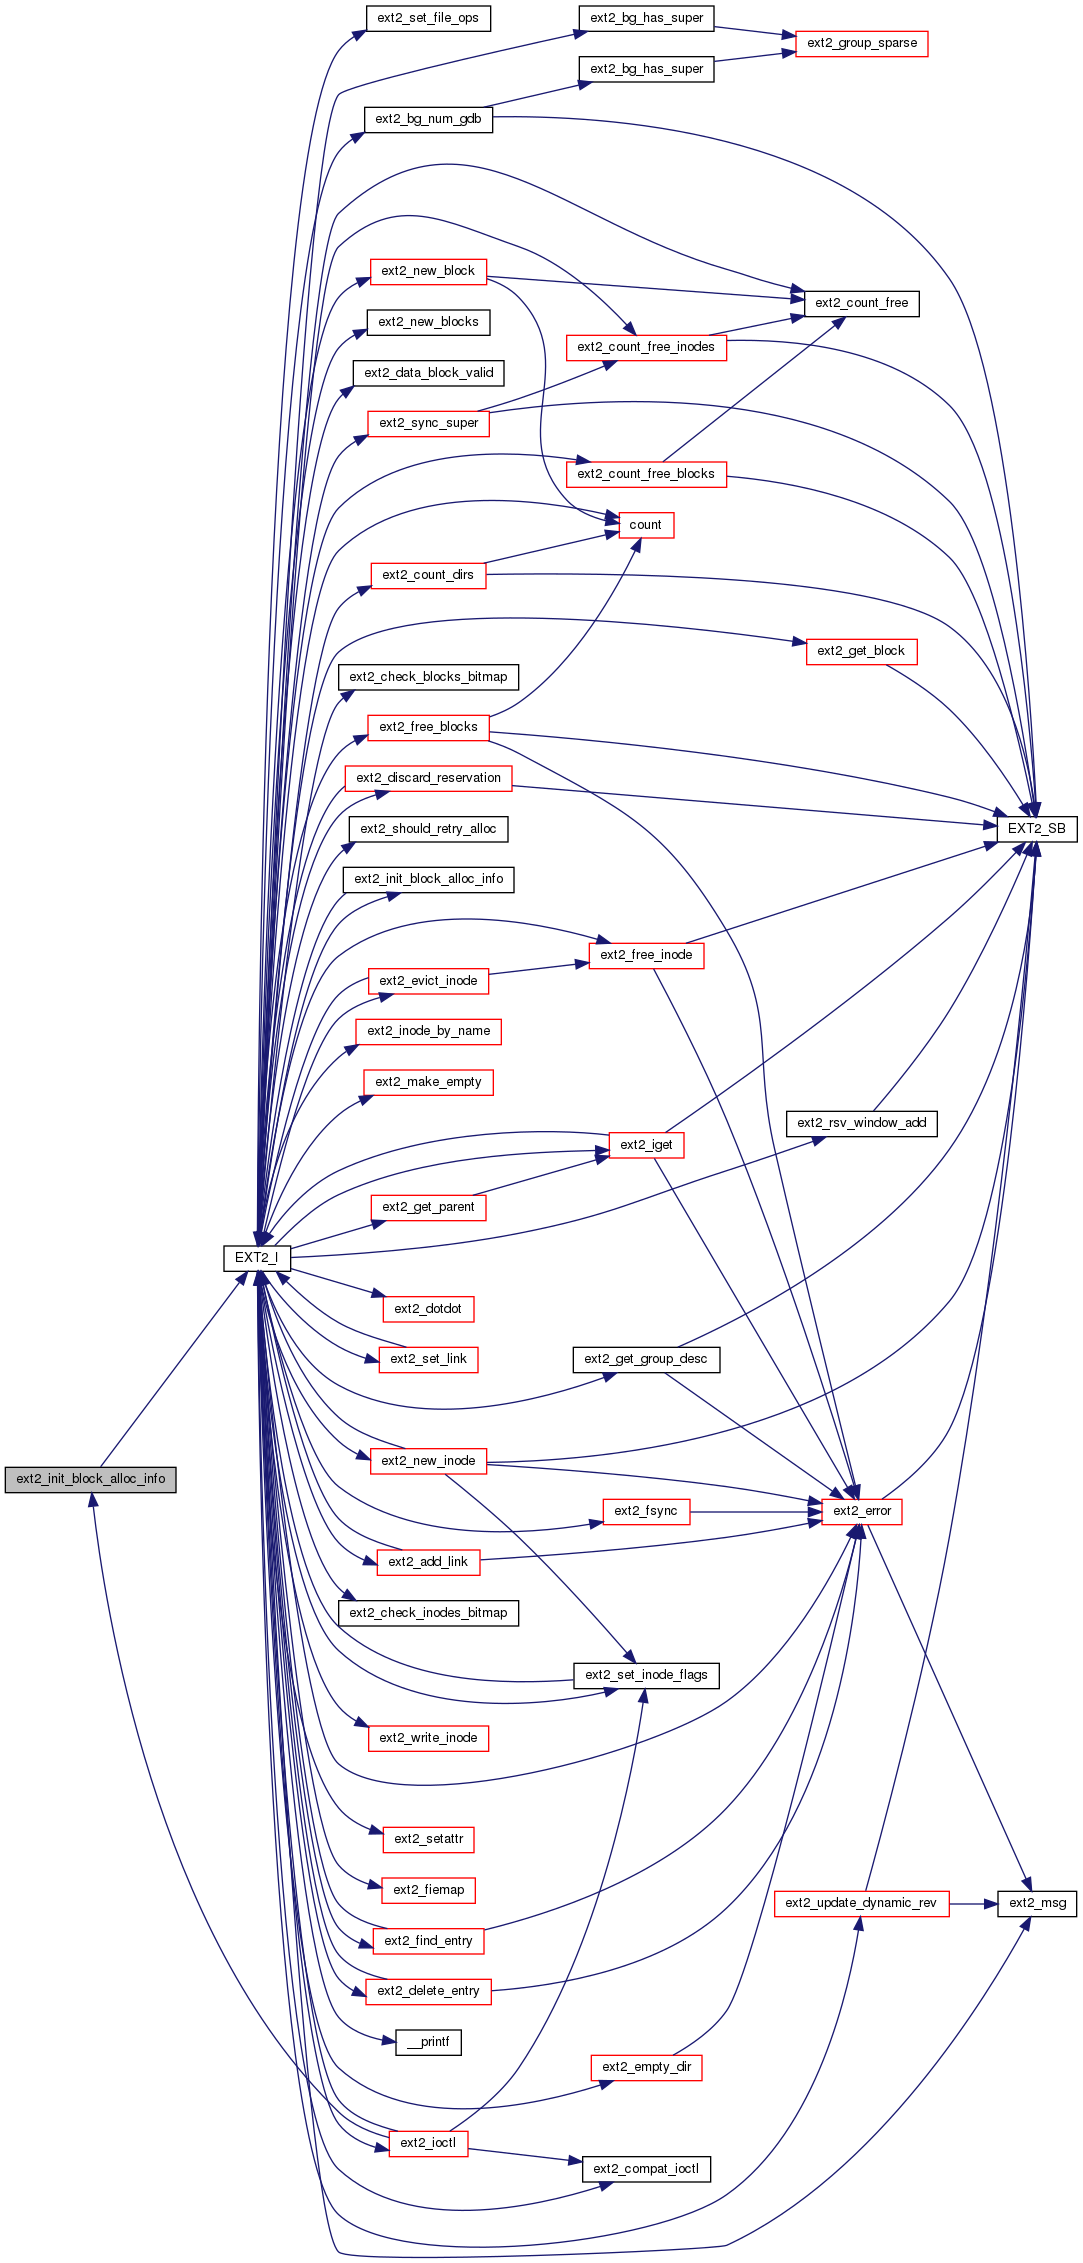 ext2_set_file_ops
ext2_bg_has_super
ext2_group_sparse
ext2_bg_has_super
ext2_bg_num_gdb
ext2_new_block
ext2_count_free
ext2_new_blocks
ext2_count_free_inodes
ext2_data_block_valid
ext2_sync_super
ext2_count_free_blocks
count
ext2_count_dirs
ext2_get_block
ext2_check_blocks_bitmap
ext2_free_blocks
ext2_discard_reservation
ext2_should_retry_alloc
EXT2_SB
ext2_init_block_alloc_info
ext2_free_inode
ext2_evict_inode
ext2_inode_by_name
ext2_make_empty
ext2_rsv_window_add
ext2_iget
ext2_get_parent
EXT2_I
ext2_dotdot
ext2_set_link
ext2_get_group_desc
ext2_new_inode
ext2_init_block_alloc_info
ext2_fsync
ext2_error
ext2_add_link
ext2_check_inodes_bitmap
ext2_set_inode_flags
ext2_write_inode
ext2_setattr
ext2_fiemap
ext2_update_dynamic_rev
ext2_msg
ext2_find_entry
ext2_delete_entry
__printf
ext2_empty_dir
ext2_ioctl
ext2_compat_ioctl